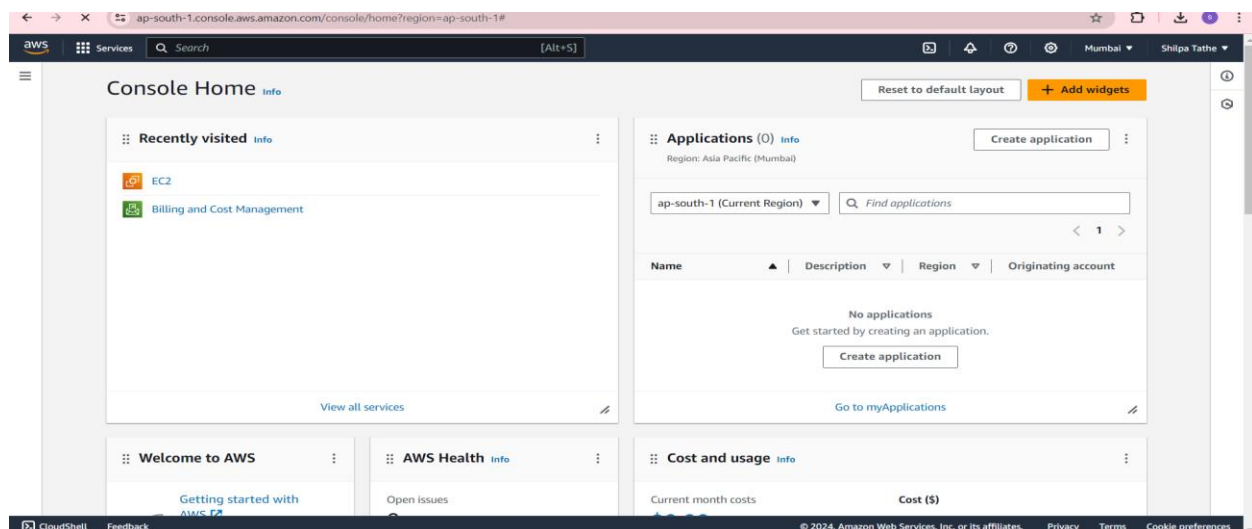 ap-south-1.console.aws.amazon.com/console/home?region=ap-south-1#
aws Services Search [Alt+S] Mumbai Shilpa Tathe
Console Home Info
Reset to default layout
+ Add widgets
Recently visited Info
EC2
Billing and Cost Management
View all services
Applications (0) Info
Create application
Region: Asia Pacific (Mumbai)
ap-south-1 (Current Region)
Find applications
1
Name Description Region Originating account
No applications
Get started by creating an application.
Create application
Go to myApplications
Welcome to AWS
Getting started with
AWS
AWS Health Info
Open issues
Cost and usage Info
Current month costs
Cost ($)
CloudShell Feedback © 2024, Amazon Web Services, Inc. or its affiliates. Privacy Terms Cookie preferences